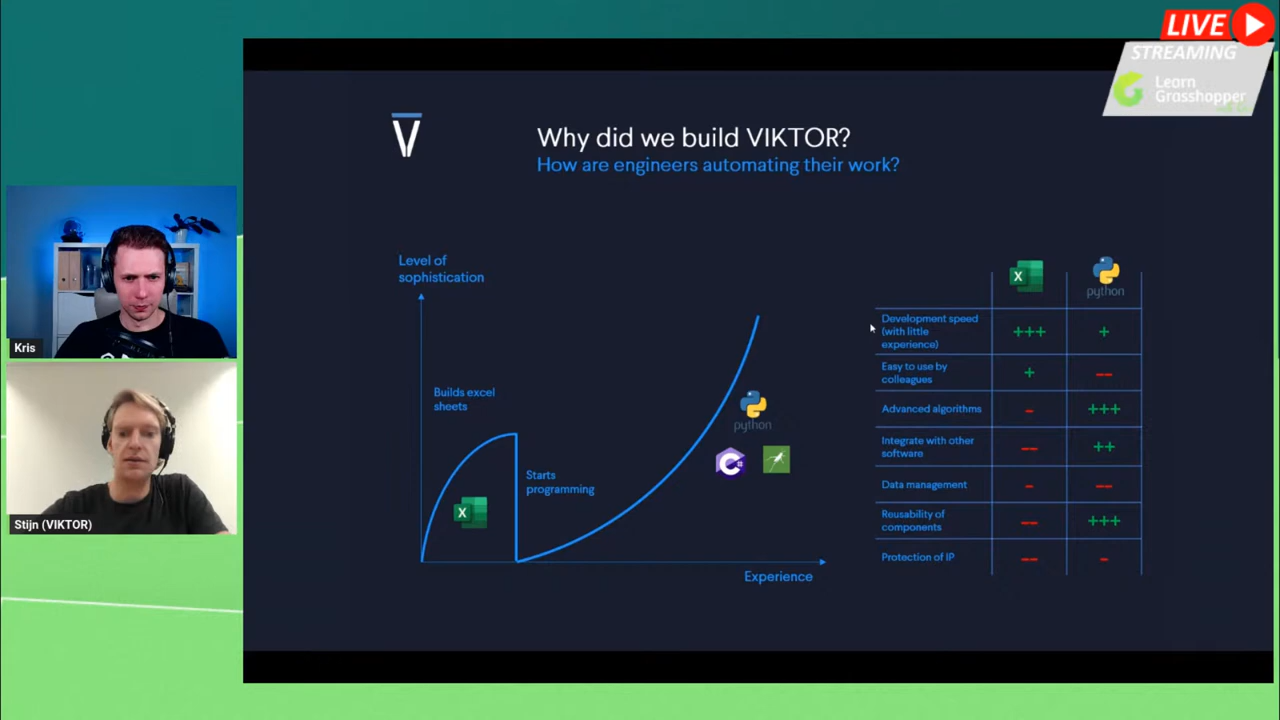 LIVE
STREAMING
Learn
Grasshopper
Why did we build VIKTOR?
How are engineers automating their work?
Kris
Stijn (VIKTOR)
Level of
sophistication
Builds excel
sheets
X
Starts
programming
python
C#
Experience
X
python
Development speed
(with little
experience)
+++
+
Easy to use by
colleagues
+
--
Advanced algorithms
-
+++
Integrate with other
software
--
++
Data management
-
--
Reusability of
components
--
+++
Protection of IP
--
-